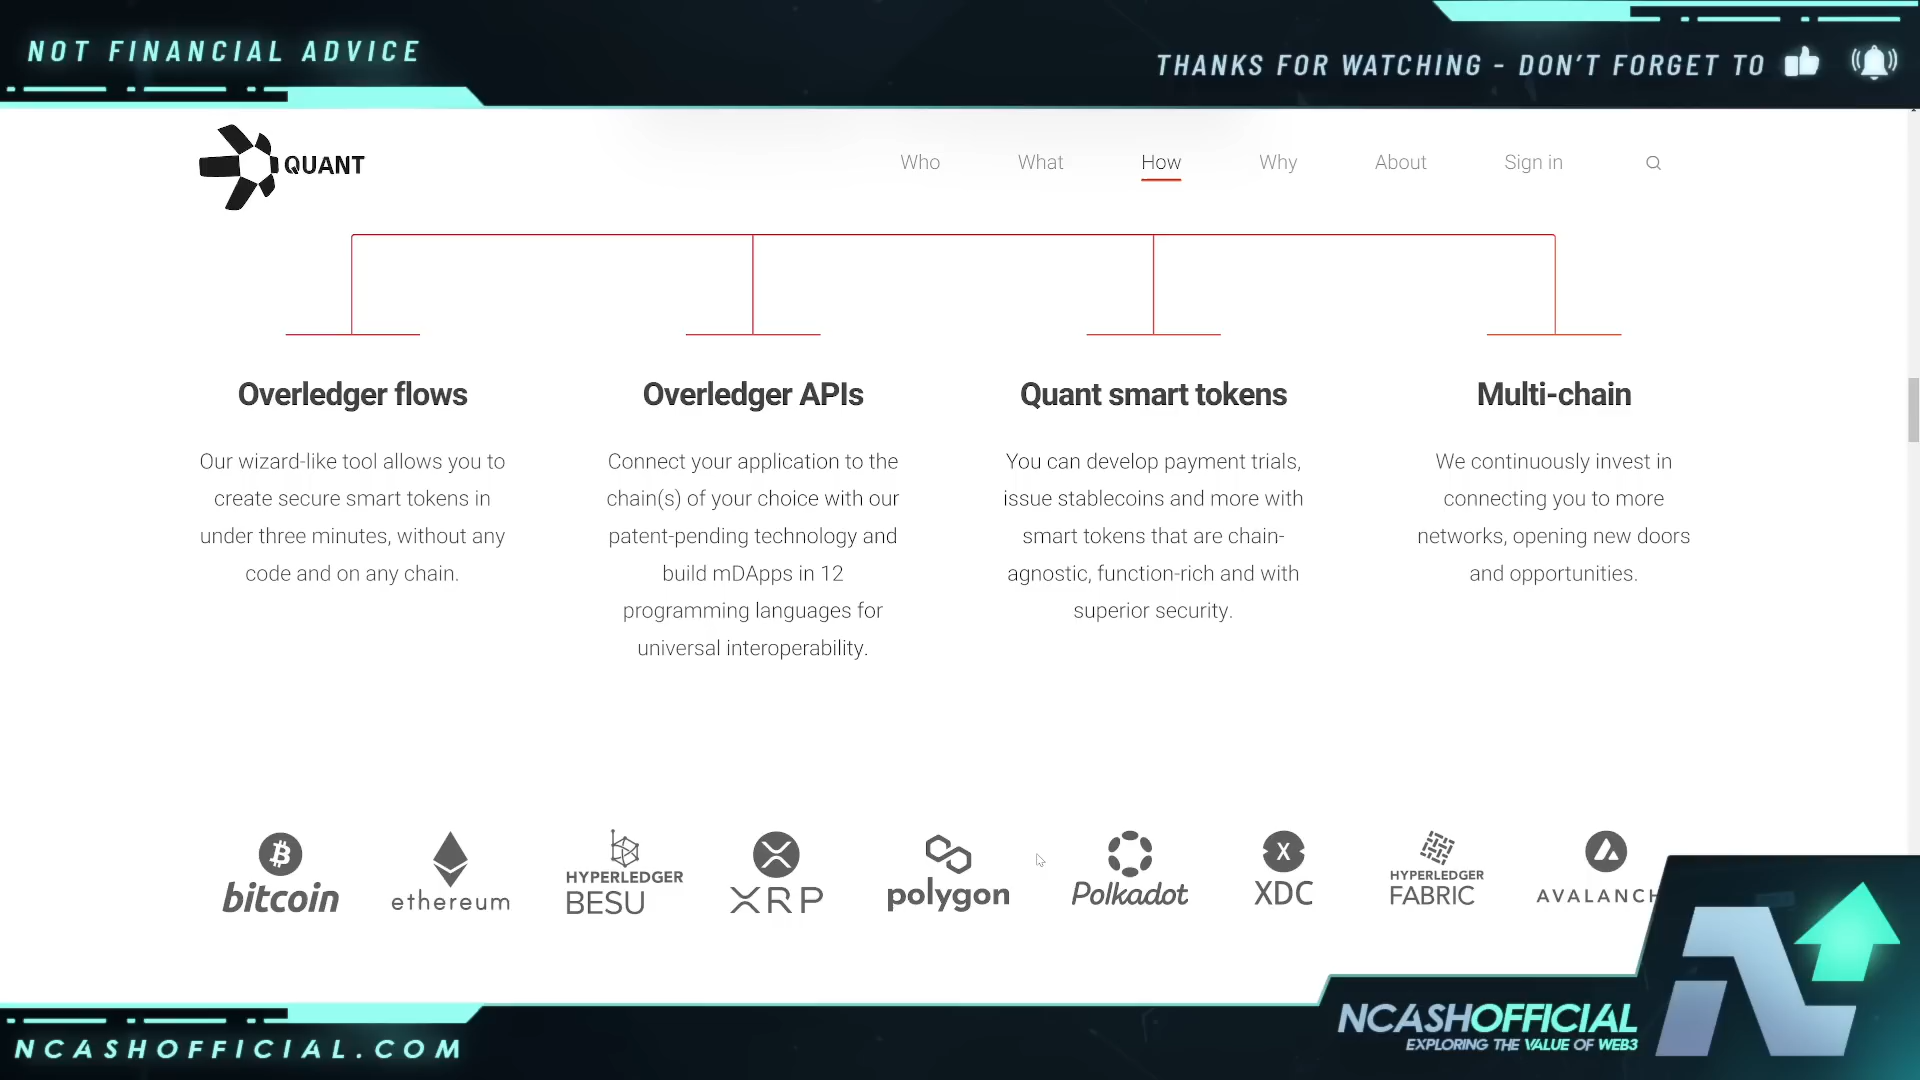 NOT FINANCIAL ADVICE
THANKS FOR WATCHING - DON'T FORGET TO
QUANT
Who
What
How
Why
About
Sign in
Overledger flows
Our wizard-like tool allows you to
create secure smart tokens in
under three minutes, without any
code and on any chain.
Overledger APIs
Connect your application to the
chain(s) of your choice with our
patent-pending technology and
build mDApps in 12
programming languages for
universal interoperability.
Quant smart tokens
You can develop payment trials,
issue stablecoins and more with
smart tokens that are chain-
agnostic, function-rich and with
superior security.
Multi-chain
We continuously invest in
connecting you to more
networks, opening new doors
and opportunities.
bitcoin
ethereum
HYPERLEDGER
BESU
XRP
polygon
Polkadot
XDC
HYPERLEDGER
FABRIC
AVALANCH
NCASHOFFICIAL.COM
NCASHOFFICIAL
EXPLORING THE VALUE OF WEB3